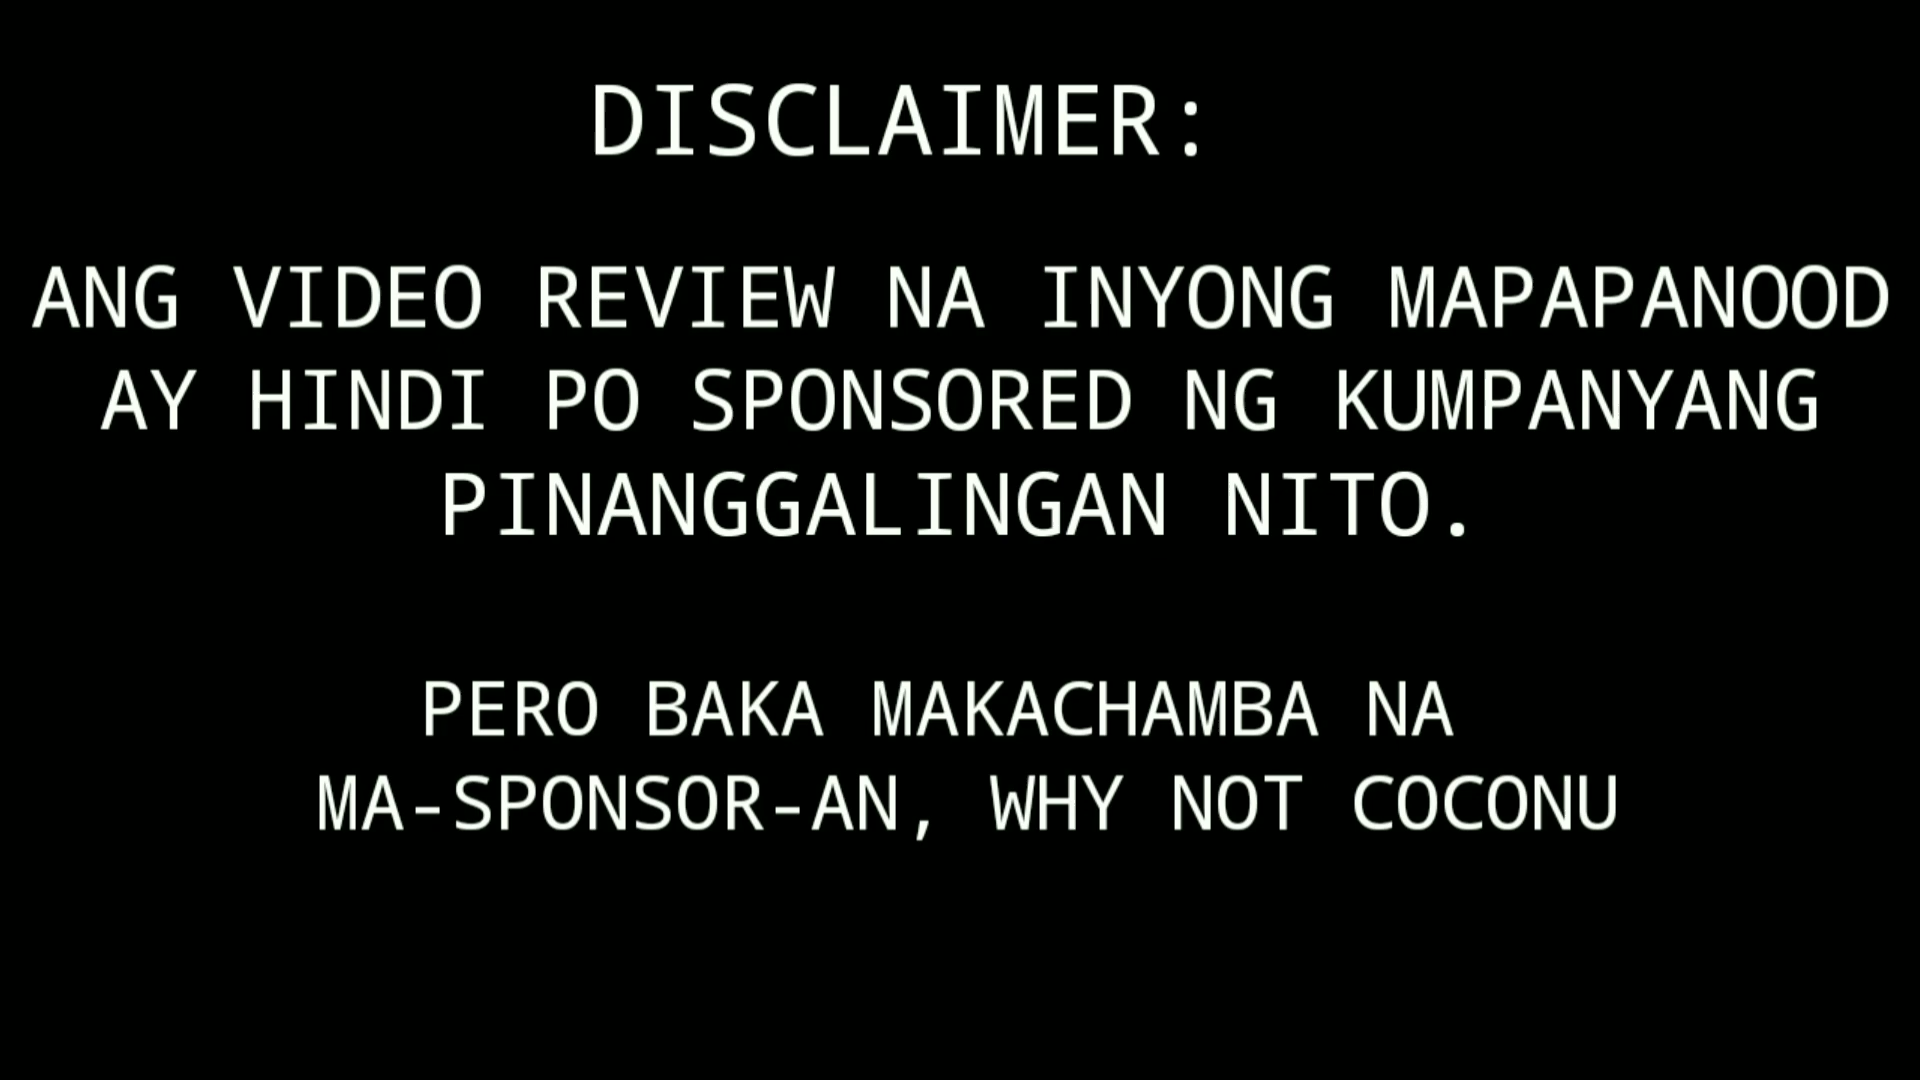 DISCLAIMER:
ANG VIDEO REVIEW NA INYONG MAPAPANOOD
AY HINDI PO SPONSORED NG KUMPANYANG
PINANGGALINGAN NITO.
PERO BAKA MAKACHAMBA NA
MA-SPONSOR-AN, WHY NOT COCONU